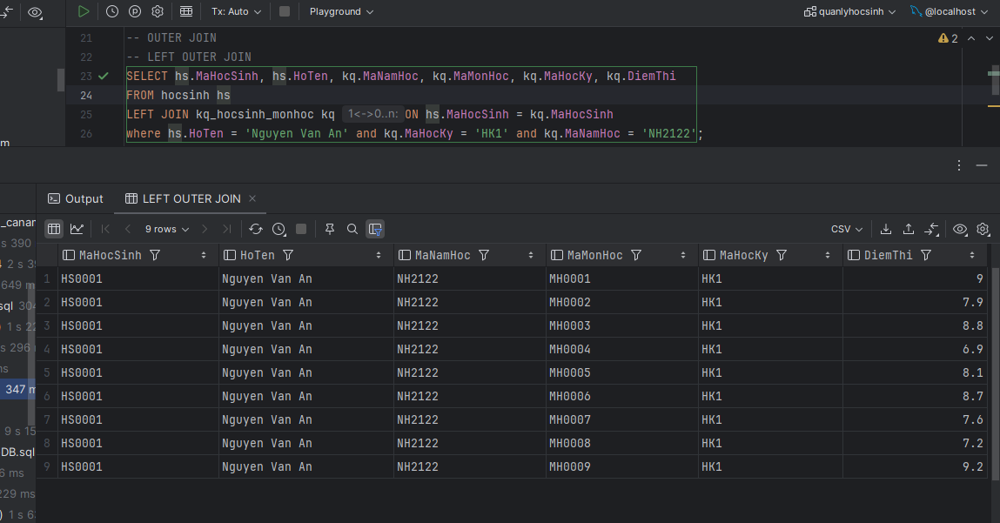 Tx: Auto
Playground
quanlyhocsinh
@localhost
21 -- OUTER JOIN
2
22 -- LEFT OUTER JOIN
23 SELECT hs.MaHocSinh, hs.HoTen, kq.MaNamHoc, kq.MaMonHoc, kq.MaHocKy, kq.DiemThi
24 FROM hocsinh hs
25 LEFT JOIN kq_hocsinh_monhoc kq 1<->0..n: ON hs.MaHocSinh = kq.MaHocSinh
26 where hs.HoTen = 'Nguyen Van An' and kq.MaHocKy = 'HK1' and kq.MaNamHoc = 'NH2122';
m
Output LEFT OUTER JOIN
_canar
s 390
2 s 39
649 m
sql 304
1 s 22
s 296
ms
347 m
9 s 15
DB.sql
6 ms
229 ms
) 1 s 63
9 rows
CSV
MaHocSinh HoTen MaNamHoc MaMonHoc MaHocKy DiemThi
1 HS0001 Nguyen Van An NH2122 MH0001 HK1 9
2 HS0001 Nguyen Van An NH2122 MH0002 HK1 7.9
3 HS0001 Nguyen Van An NH2122 MH0003 HK1 8.8
4 HS0001 Nguyen Van An NH2122 MH0004 HK1 6.9
5 HS0001 Nguyen Van An NH2122 MH0005 HK1 8.1
6 HS0001 Nguyen Van An NH2122 MH0006 HK1 8.7
7 HS0001 Nguyen Van An NH2122 MH0007 HK1 7.6
8 HS0001 Nguyen Van An NH2122 MH0008 HK1 7.2
9 HS0001 Nguyen Van An NH2122 MH0009 HK1 9.2